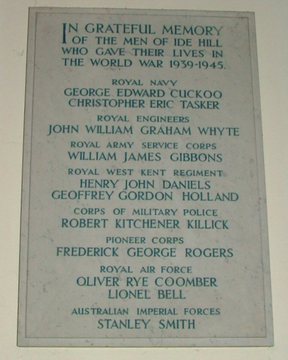 IN GRATEFUL MEMORY
OF THE MEN OF IDE HILL
WHO GAVE THEIR LIVES IN
THE WORLD WAR 1939-1945.
ROYAL NAVY
GEORGE EDWARD CUCKOO
CHRISTOPHER ERIC TASKER
ROYAL ENGINEERS
JOHN WILLIAM GRAHAM WHYTE
ROYAL ARMY SERVICE CORPS
WILLIAM JAMES GIBBONS
ROYAL WEST KENT REGIMENT
HENRY JOHN DANIELS
GEOFFREY GORDON HOLLAND
CORPS OF MILITARY POLICE
ROBERT KITCHENER KILLICK
PIONEER CORPS
FREDERICK GEORGE ROGERS
ROYAL AIR FORCE
OLIVER RYE COOMBER
LIONEL BELL
AUSTRALIAN IMPERIAL FORCES
STANLEY SMITH